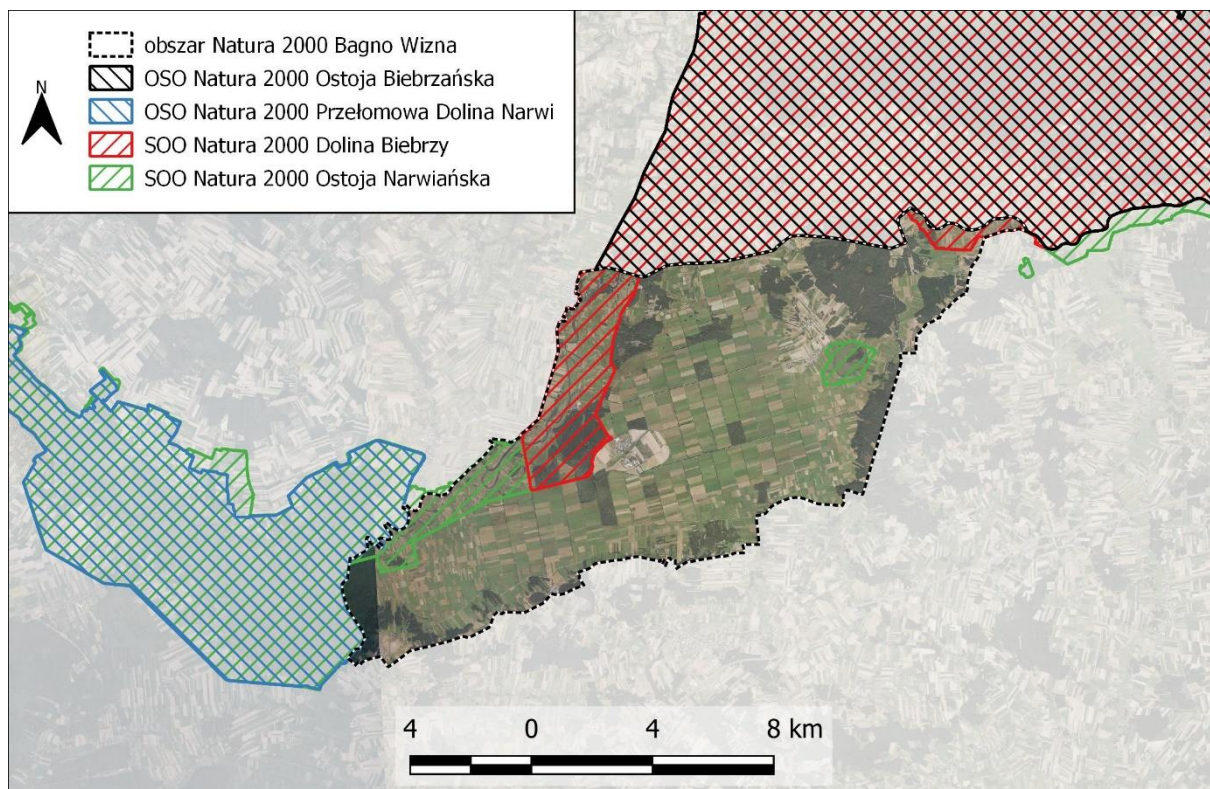 obszar Natura 2000 Bagno Wizna
OSO Natura 2000 Ostoja Biebrzańska
OSO Natura 2000 Przełomowa Dolina Narwi
SOO Natura 2000 Dolina Biebrzy
SOO Natura 2000 Ostoja Narwiańska
N
4 0 4 8 km